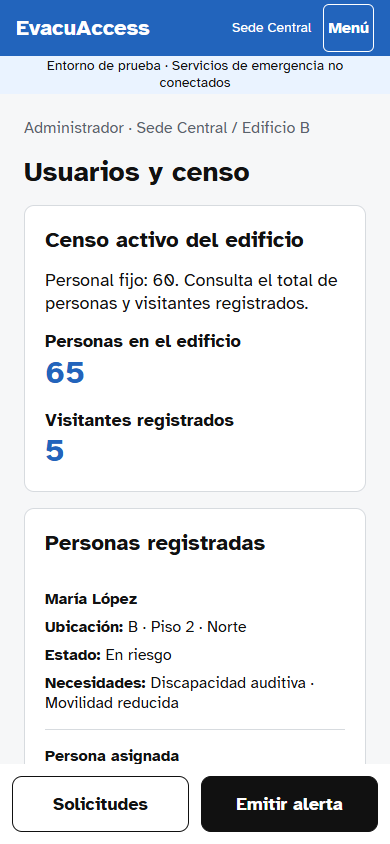 EvacuAccess
Sede Central
Menú
Entorno de prueba · Servicios de emergencia no
conectados
Administrador · Sede Central / Edificio B
Usuarios y censo
Censo activo del edificio
Personal fijo: 60. Consulta el total de
personas y visitantes registrados.
Personas en el edificio
65
Visitantes registrados
5
Personas registradas
María López
Ubicación: B · Piso 2 · Norte
Estado: En riesgo
Necesidades: Discapacidad auditiva ·
Movilidad reducida
Persona asignada
Solicitudes
Emitir alerta